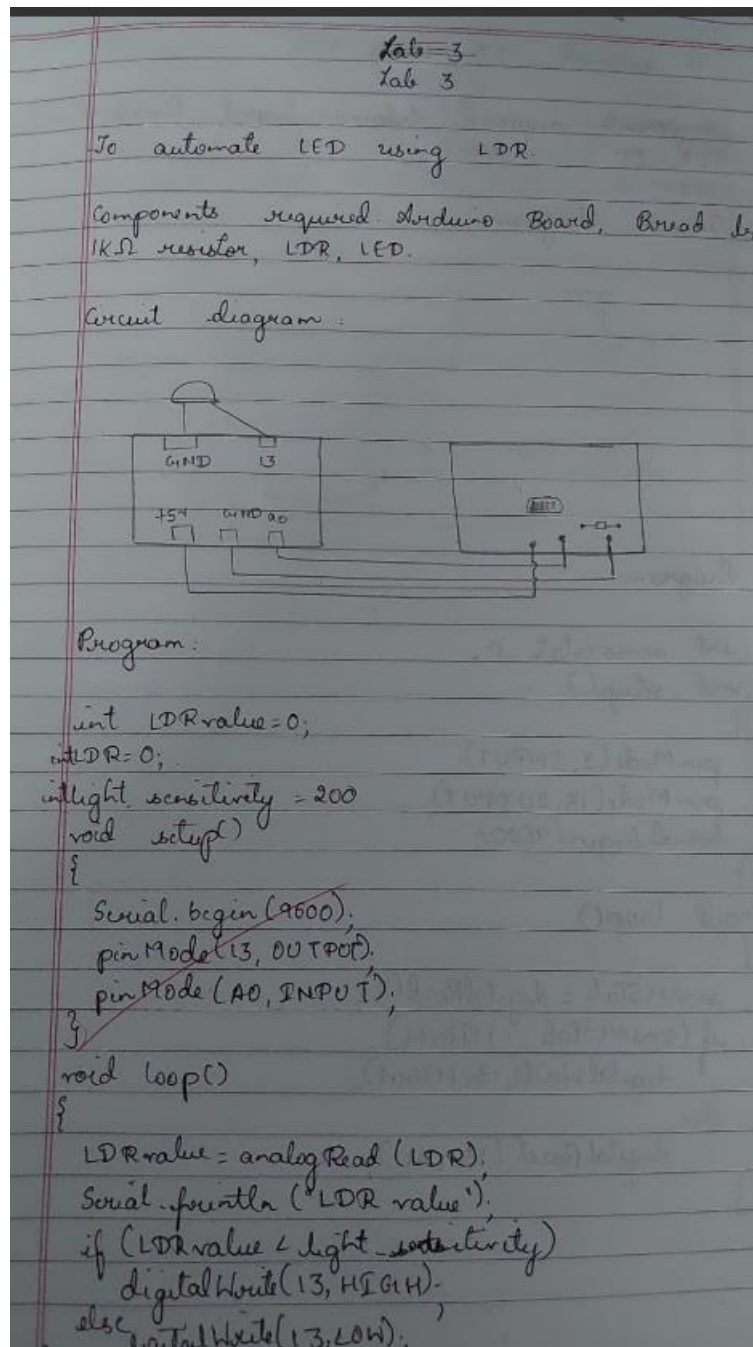 Lab-3
Lab 3
To automate LED using LDR.
Components required. Arduino Board, Bread
1KΩ resistor, LDR, LED.
Circuit diagram:
GND 13
+5V GND a0
Program:
int LDRvalue=0;
int LDR=0;
int light sensitivity = 200
void setup()
{
Serial.begin(9600);
pinMode(13, OUTPUT);
pinMode(A0, INPUT);
}
void loop()
{
LDRvalue = analogRead(LDR);
Serial.println("LDR value');
if (LDRvalue < light_sensitivity)
digitalWrite(13, HIGH).
else
digitalWrite(13,LOW);